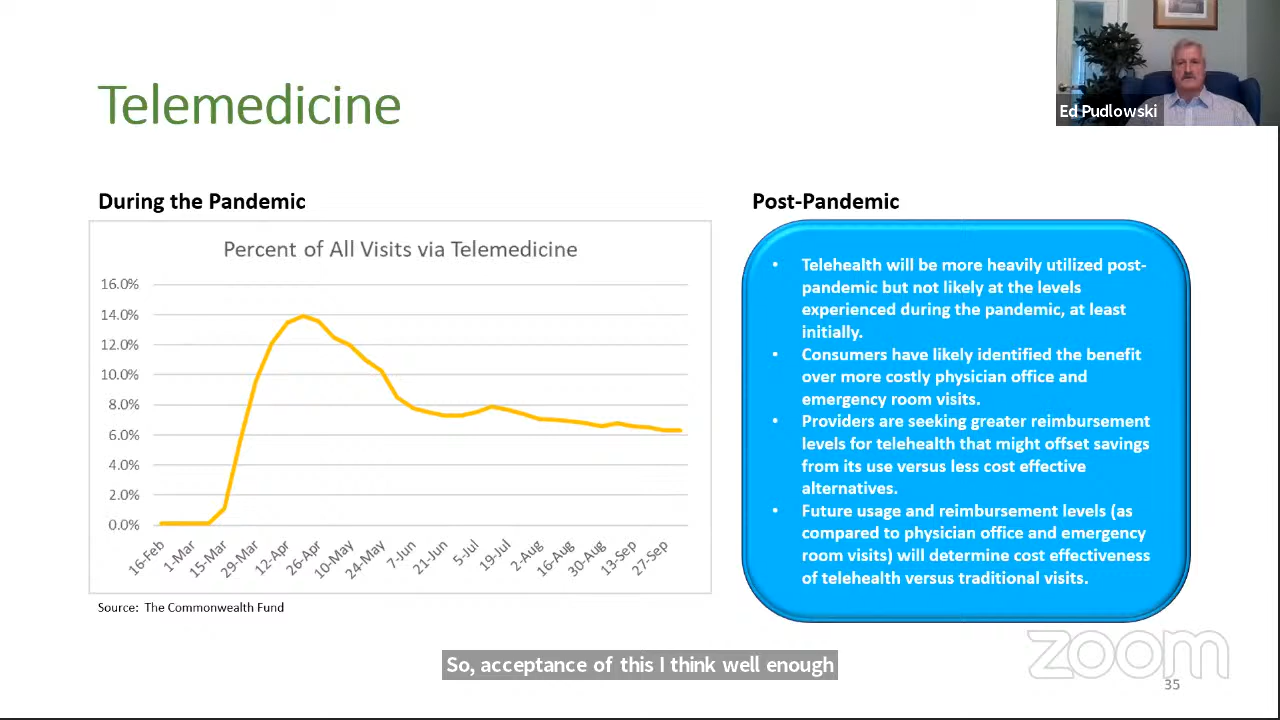 Telemedicine
Ed Pudlowski
During the Pandemic
Percent of All Visits via Telemedicine
16.0%
14.0%
12.0%
10.0%
8.0%
6.0%
4.0%
2.0%
0.0%
16-Feb
1-Mar
15-Mar
29-Mar
12-Apr
26-Apr
10-May
24-May
7-Jun
21-Jun
5-Jul
19-Jul
2-Aug
16-Aug
30-Aug
13-Sep
27-Sep
Source: The Commonwealth Fund
Post-Pandemic
• Telehealth will be more heavily utilized post-
pandemic but not likely at the levels
experienced during the pandemic, at least
initially.
• Consumers have likely identified the benefit
over more costly physician office and
emergency room visits.
• Providers are seeking greater reimbursement
levels for telehealth that might offset savings
from its use versus less cost effective
alternatives.
• Future usage and reimbursement levels (as
compared to physician office and emergency
room visits) will determine cost effectiveness
of telehealth versus traditional visits.
So, acceptance of this I think well enough
zoom
35